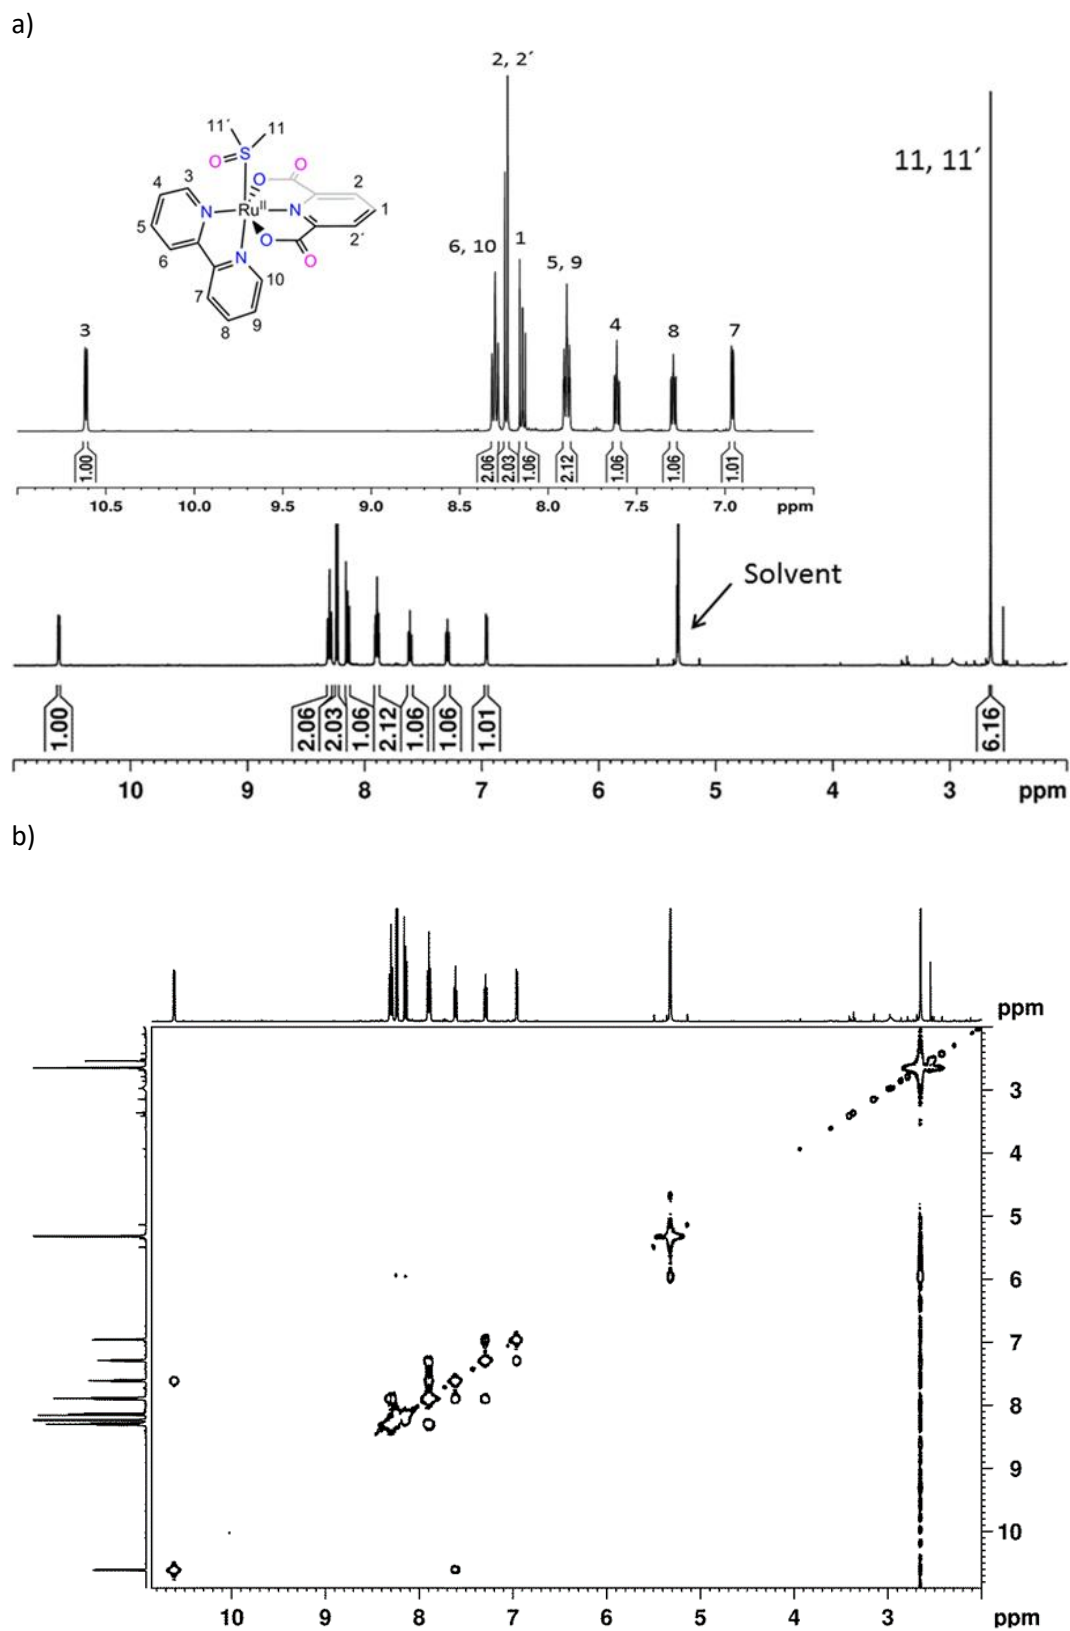 a)
2, 2´
11´
11
S
O
O
O
3
4
2
N
Ru
II
N
1
5
O
2´
6
N
O
10
7
8
9
11, 11´
6, 10
1
5, 9
3
4
8
7
1.00
2.06
2.03
1.06
2.12
1.06
1.06
1.01
10.5 10.0 9.5 9.0 8.5 8.0 7.5 7.0 ppm
Solvent
1.00
2.06
2.03
1.06
2.12
1.06
1.06
1.01
6.16
10 9 8 7 6 5 4 3 ppm
b)
ppm
3
4
5
6
7
8
9
10
10 9 8 7 6 5 4 3 ppm